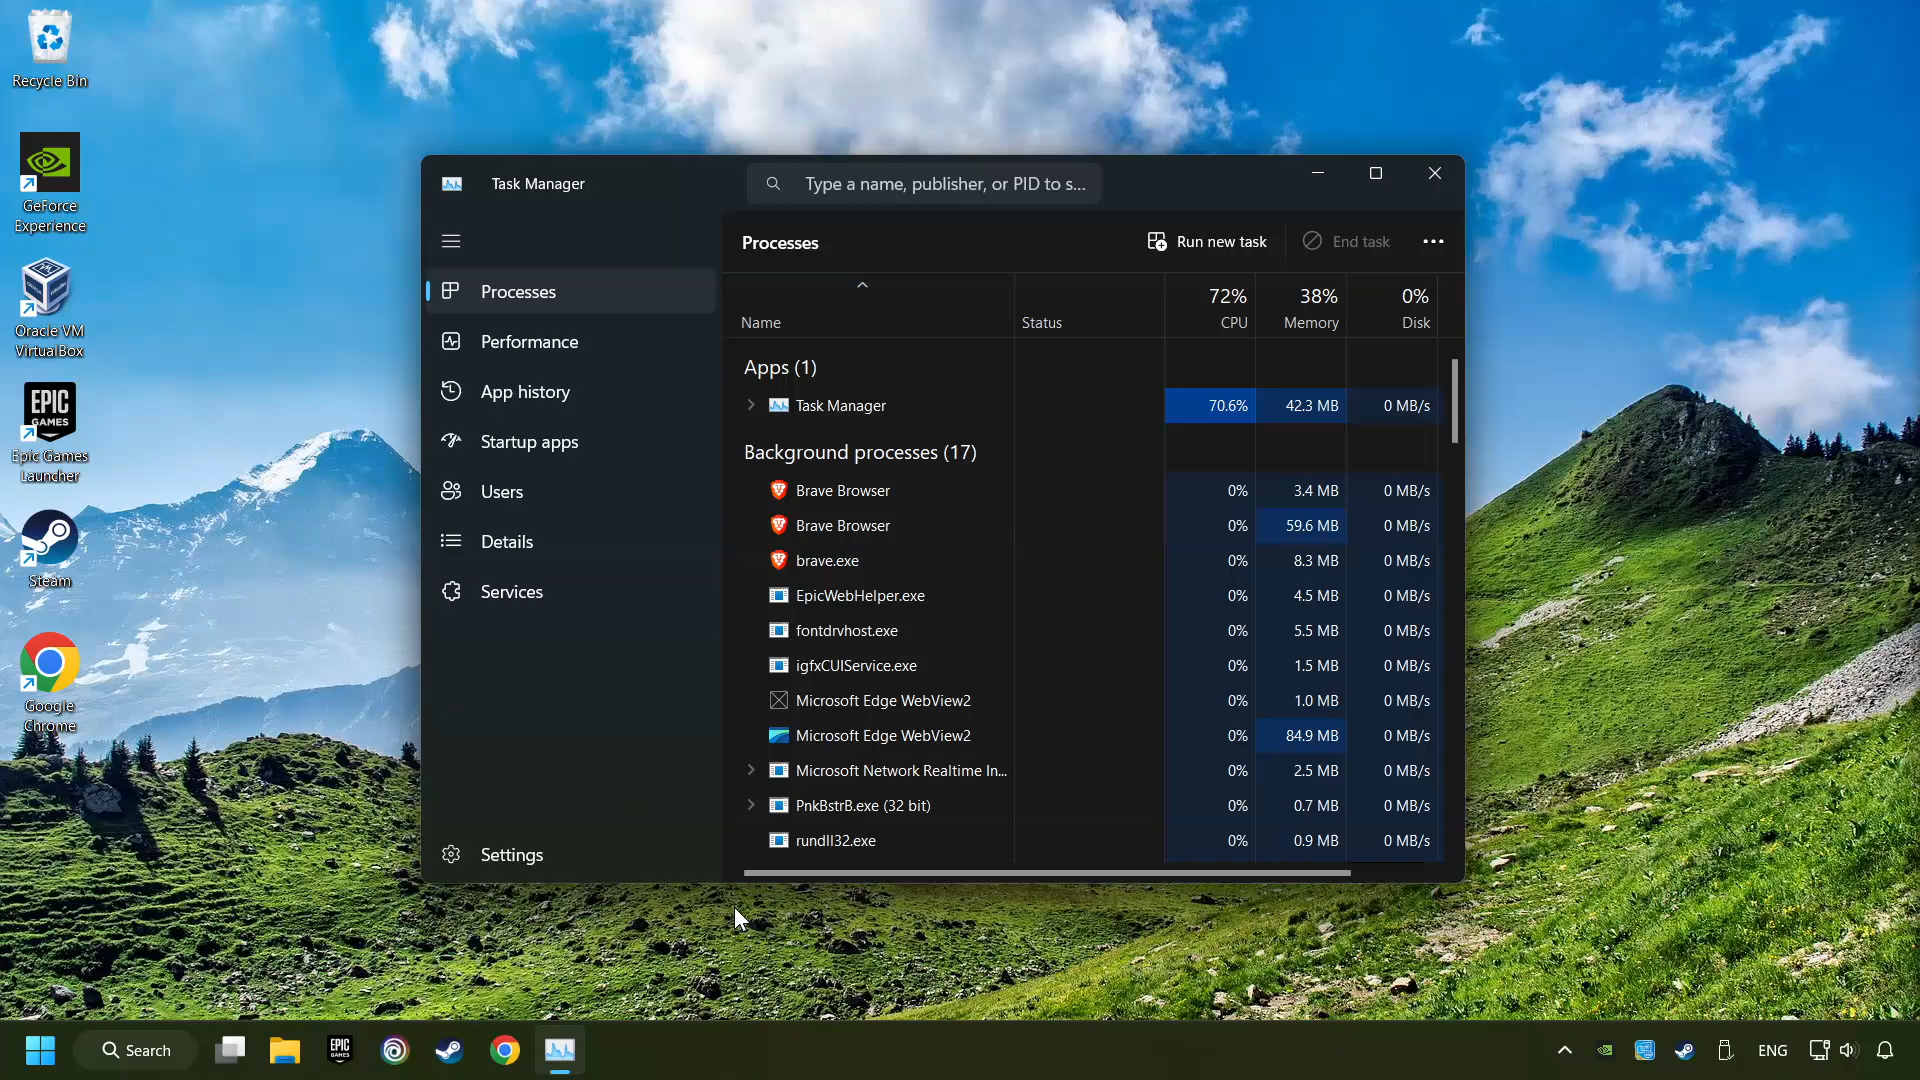 Recycle Bin
GeForce
Experience
Oracle VM
VirtualBox
EPIC
GAMES
Epic Games
Launcher
Steam
Google
Chrome
Task Manager
Type a name, publisher, or PID to s...
Processes
Performance
App history
Startup apps
Users
Details
Services
Settings
Processes
Run new task
End task
72% 38% 0%
Name Status CPU Memory Disk
Apps (1)
Task Manager 70.6% 42.3 MB 0 MB/s
Background processes (17)
Brave Browser 0% 3.4 MB 0 MB/s
Brave Browser 0% 59.6 MB 0 MB/s
brave.exe 0% 8.3 MB 0 MB/s
EpicWebHelper.exe 0% 4.5 MB 0 MB/s
fontdrvhost.exe 0% 5.5 MB 0 MB/s
igfxCUIService.exe 0% 1.5 MB 0 MB/s
Microsoft Edge WebView2 0% 1.0 MB 0 MB/s
Microsoft Edge WebView2 0% 84.9 MB 0 MB/s
Microsoft Network Realtime In... 0% 2.5 MB 0 MB/s
PnkBstrB.exe (32 bit) 0% 0.7 MB 0 MB/s
rundll32.exe 0% 0.9 MB 0 MB/s
Search
EPIC
GAMES
ENG